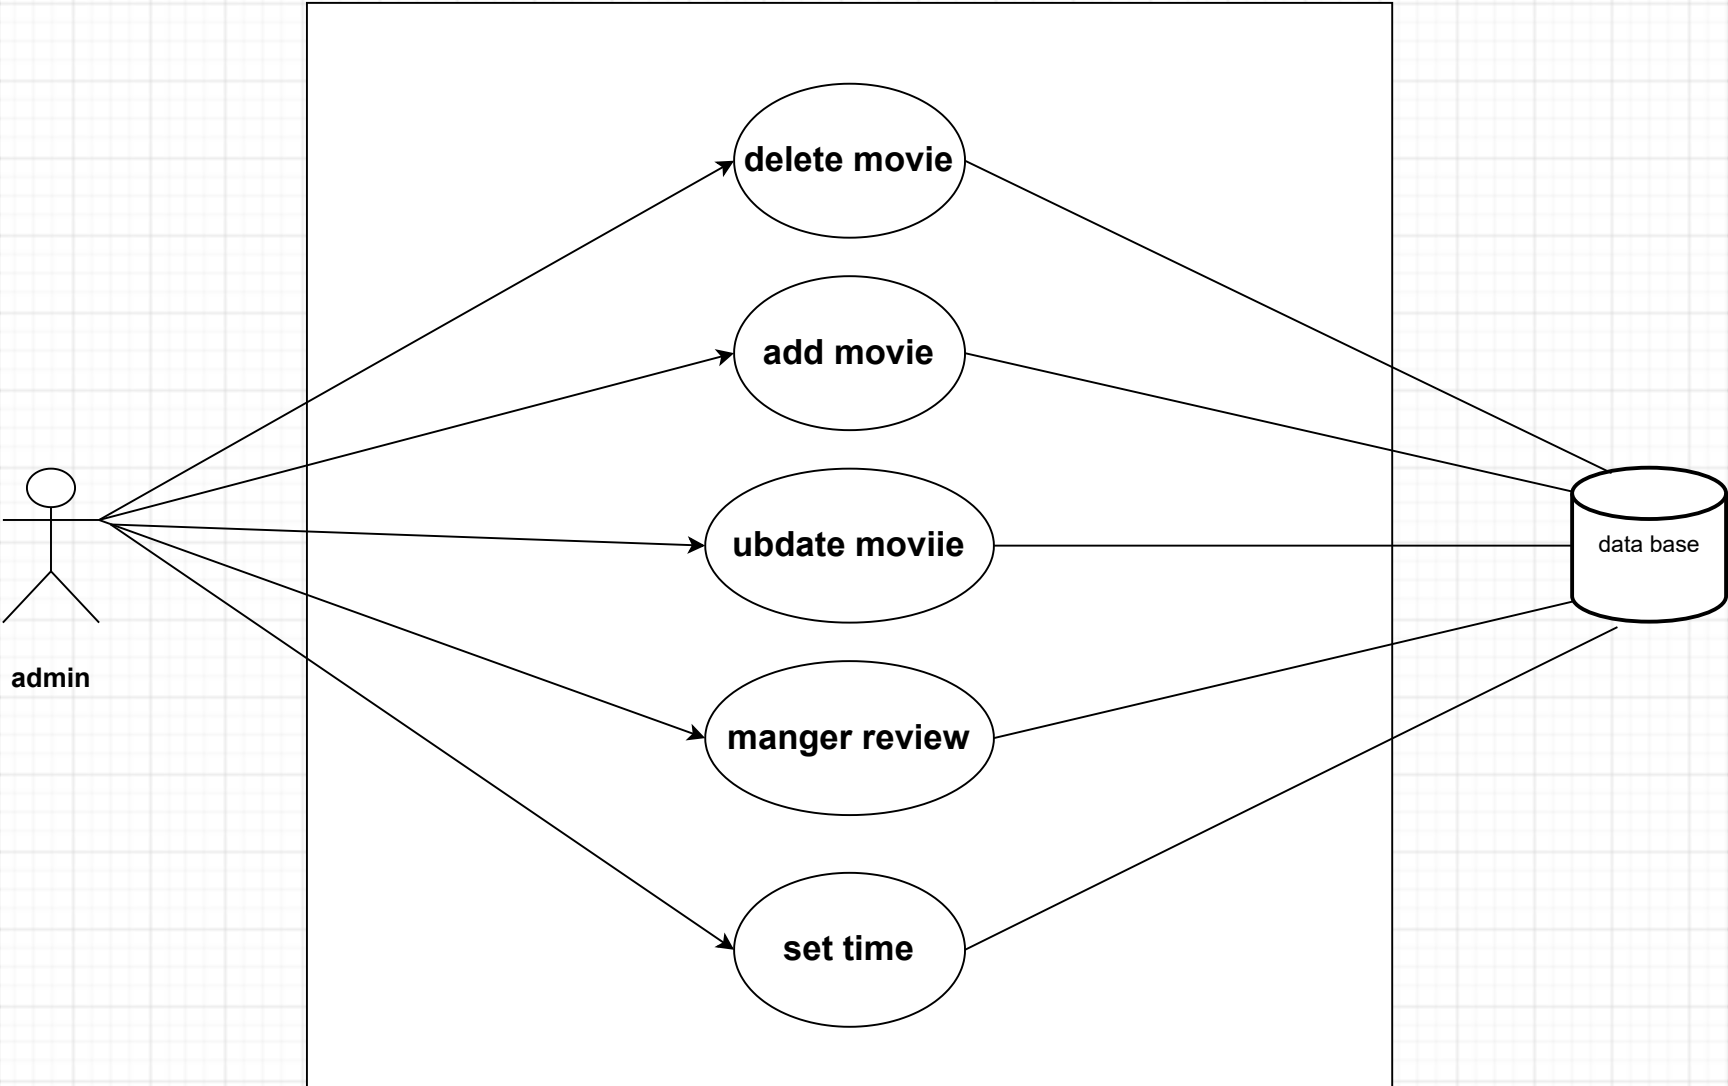 delete movie
add movie
ubdate moviie
data base
admin
manger review
set time